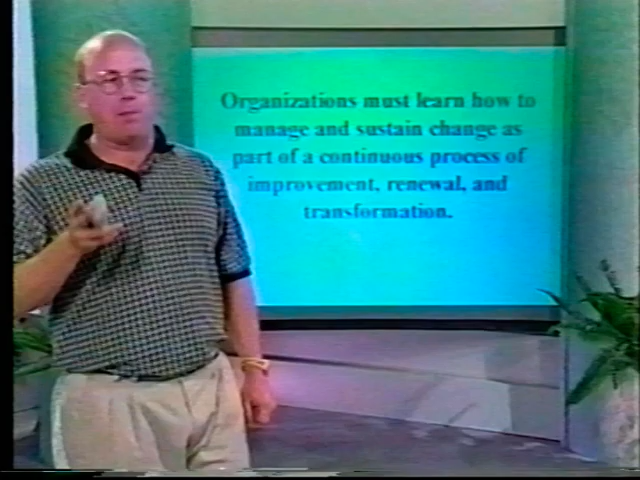 Organizations must learn how to
manage and sustain change as
part of a continuous process of
improvement, renewal, and
transformation.